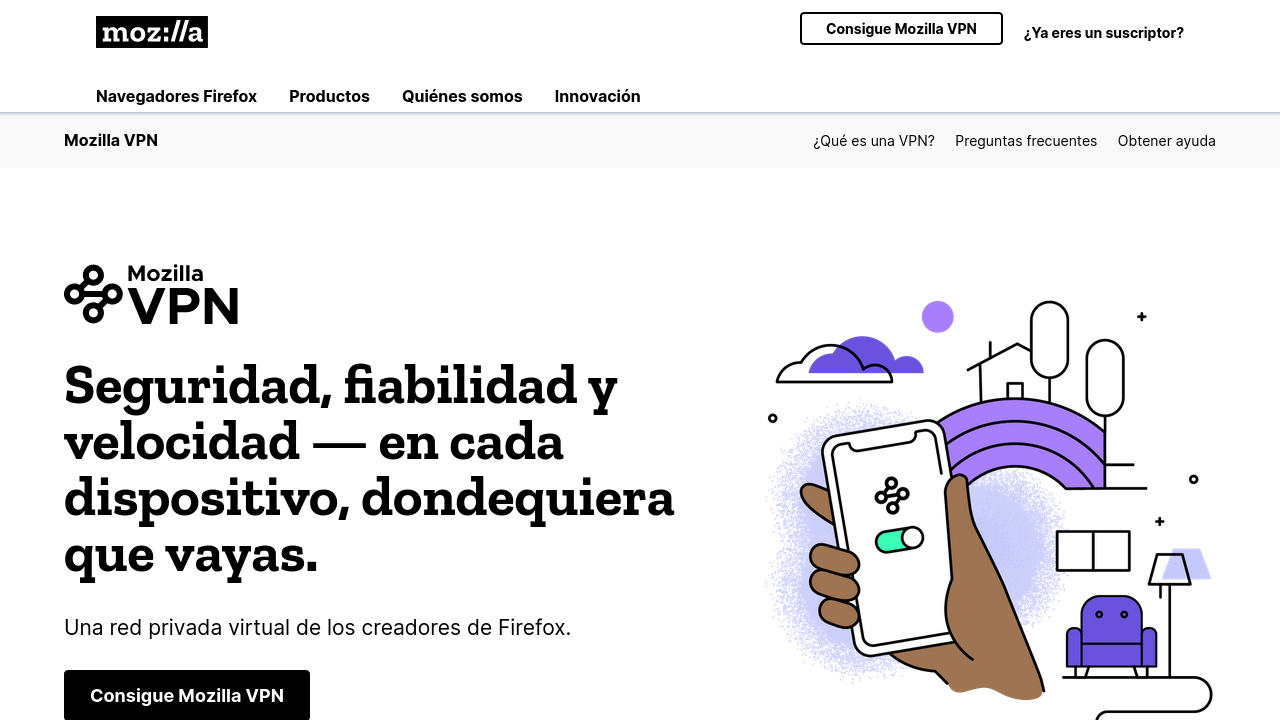 moz://a
Consigue Mozilla VPN
¿Ya eres un suscriptor?
Navegadores Firefox
Productos
Quiénes somos
Innovación
Mozilla VPN
¿Qué es una VPN?
Preguntas frecuentes
Obtener ayuda
Mozilla
VPN
Seguridad, fiabilidad y
velocidad — en cada
dispositivo, dondequiera
que vayas.
Una red privada virtual de los creadores de Firefox.
Consigue Mozilla VPN